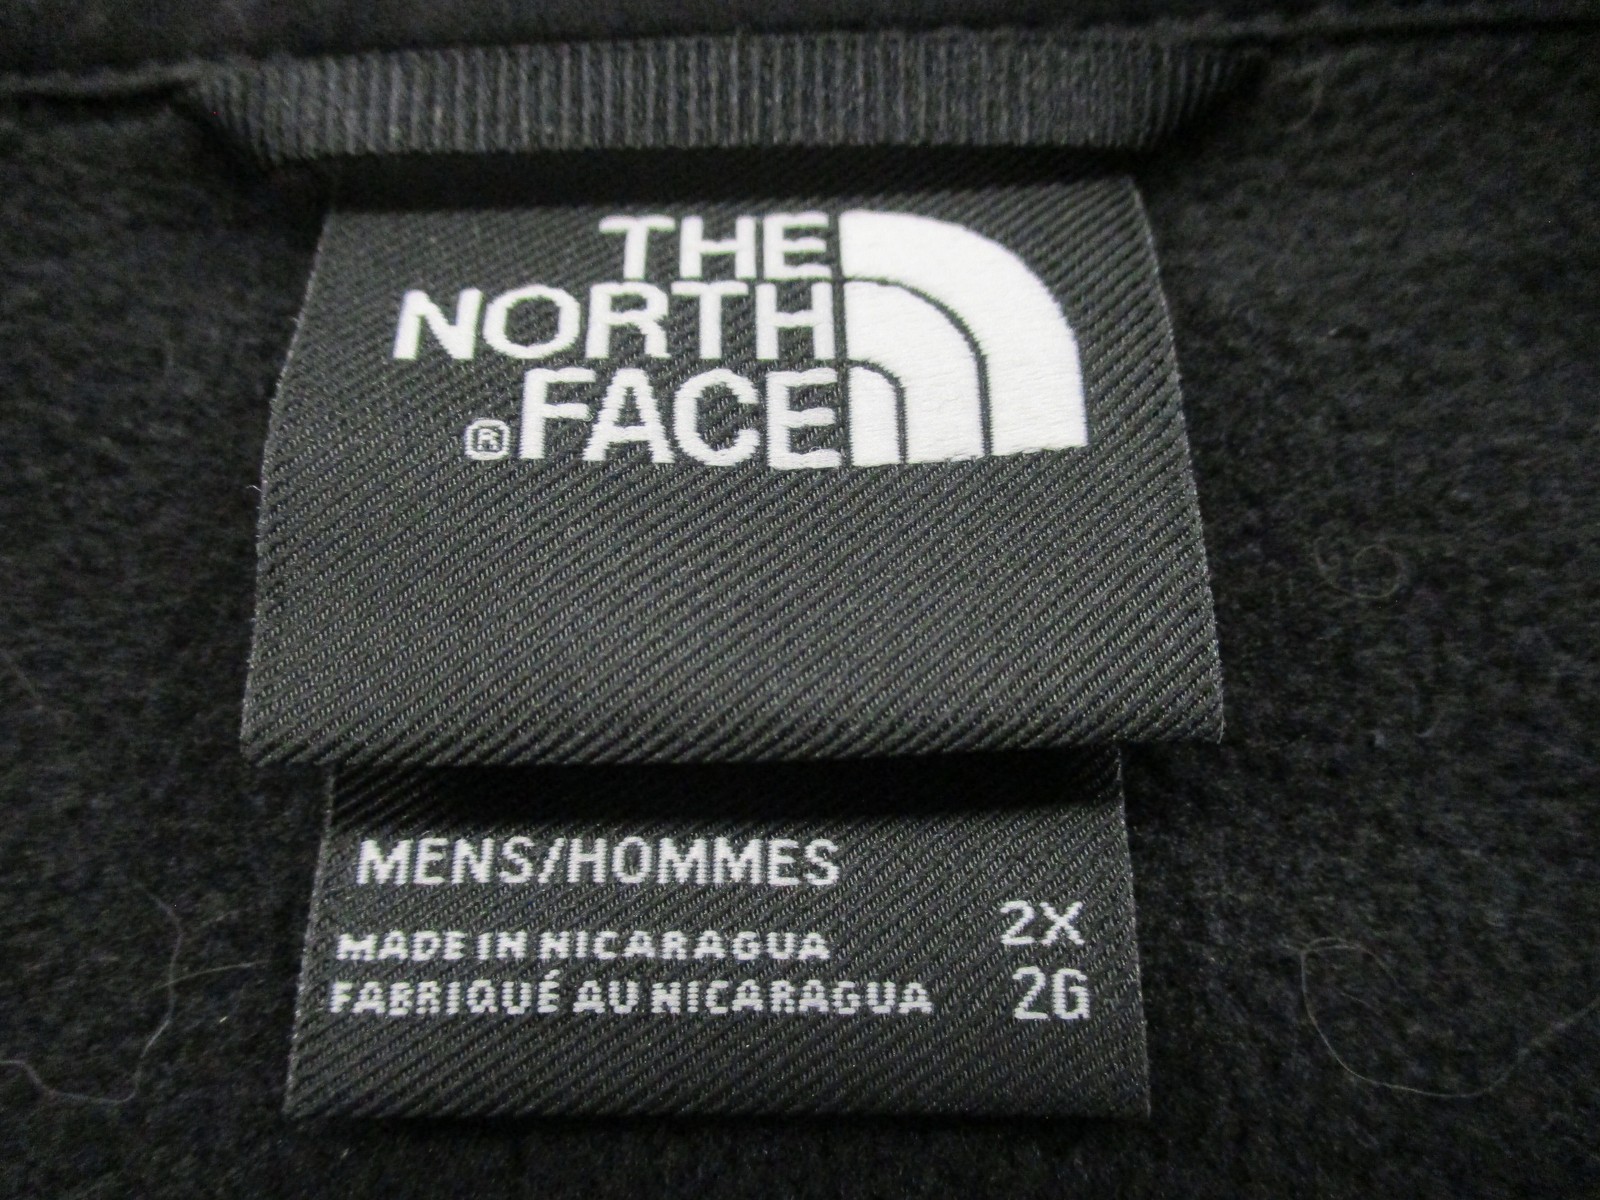 THE
NORTH
®FACE
MENS/HOMMES
MADE IN NICARAGUA 2X
FABRIQUÉ AU NICARAGUA 2G